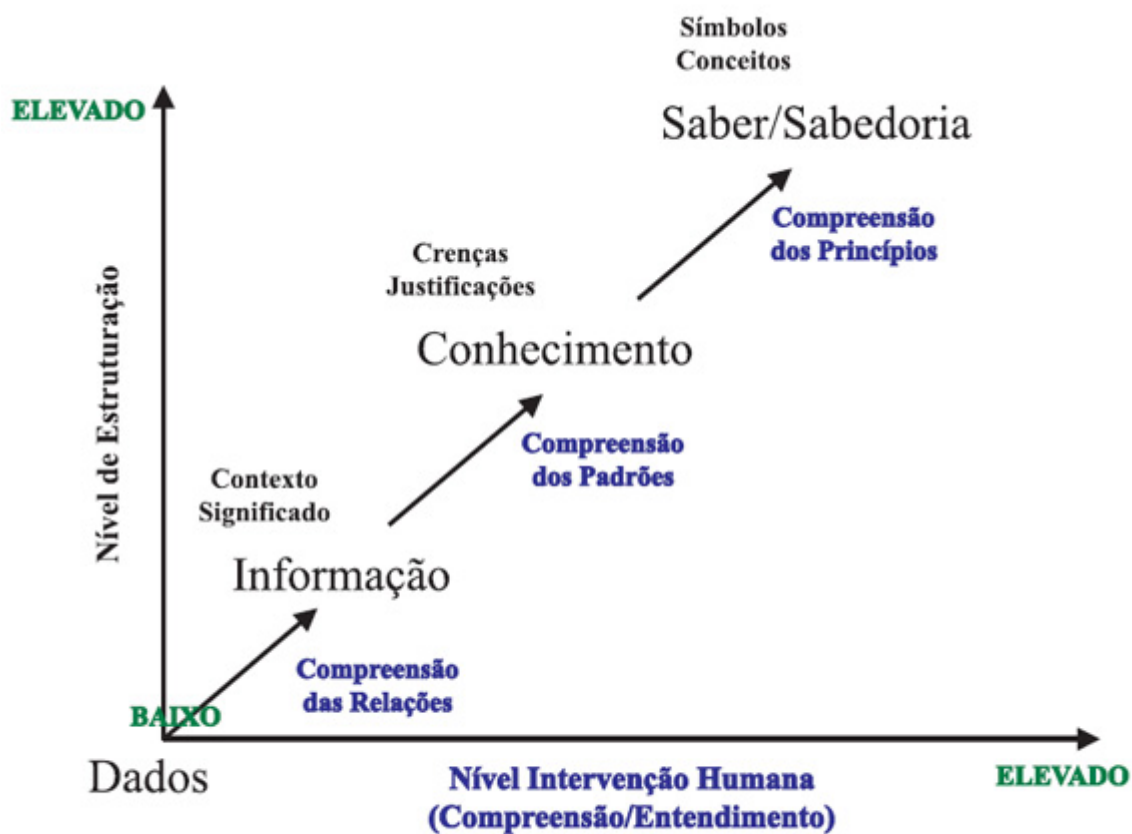 Símbolos
Conceitos
ELEVADO
Saber/Sabedoria
Compreensão
dos Princípios
Crenças
Justificações
Conhecimento
Nível de Estruturação
Compreensão
dos Padrões
Contexto
Significado
Informação
Compreensão
das Relações
BAIXO
Dados
Nível Intervenção Humana
(Compreensão/Entendimento)
ELEVADO